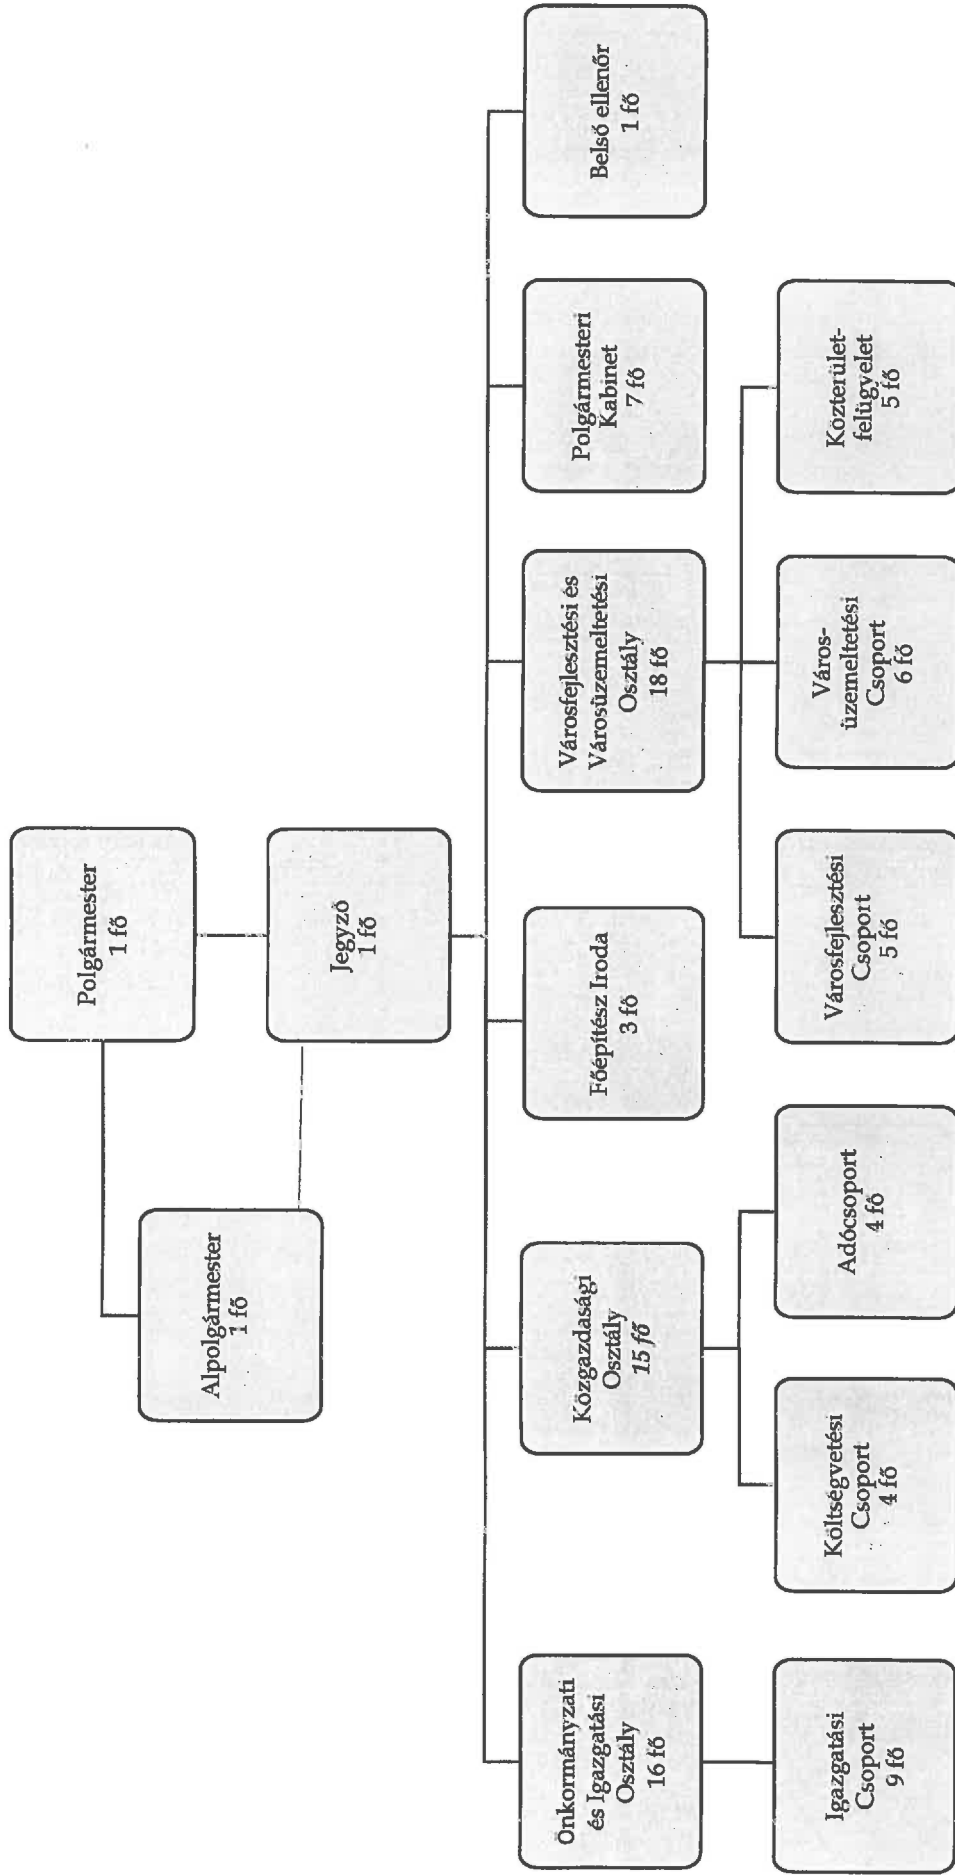 Polgármester
1 fő
Alpolgármester
1 fő
Jegyző
1 fő
Önkormányzati
és Igazgatási
Osztály
16 fő
Közgazdasági
Osztály
15 fő
Főépítész Iroda
3 fő
Városfejlesztési és
Városüzemeltetési
Osztály
18 fő
Polgármesteri
Kabinet
7 fő
Belső ellenőr
1 fő
Igazgatási
Csoport
9 fő
Költségvetési
Csoport
4 fő
Adócsoport
4 fő
Városfejlesztési
Csoport
5 fő
Város-
üzemeltetési
Csoport
6 fő
Közterület-
felügyelet
5 fő